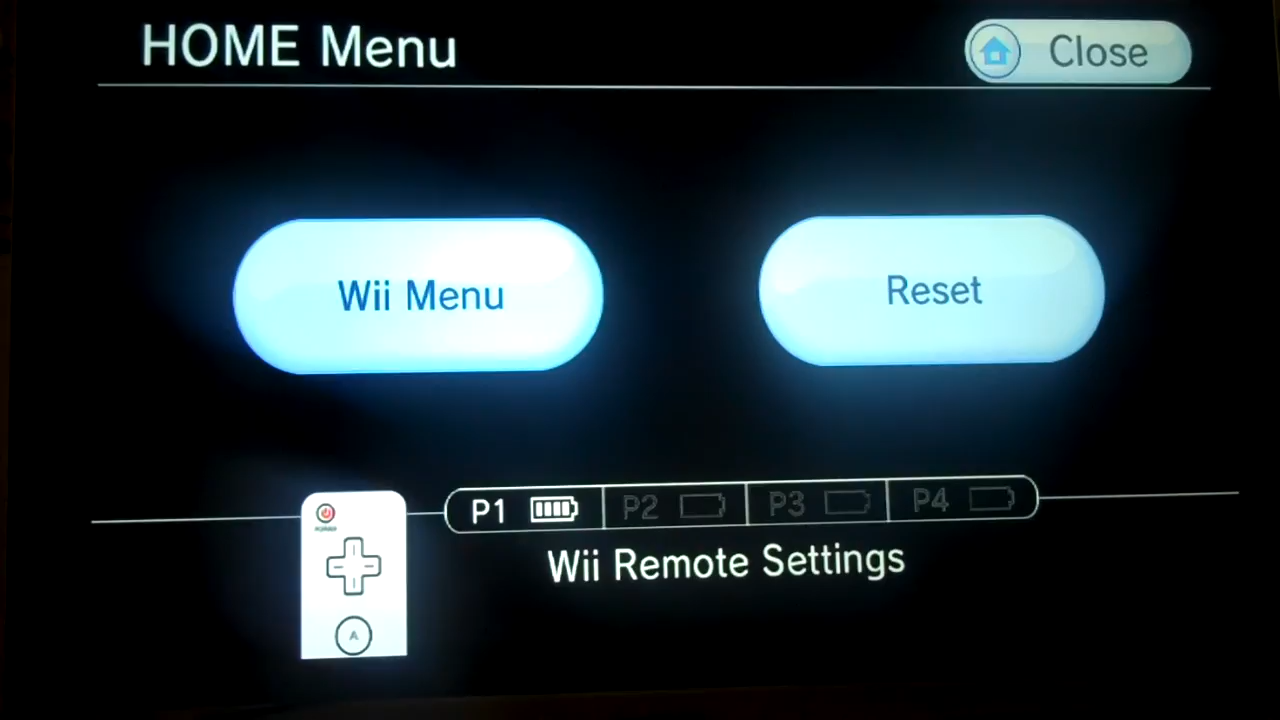 HOME Menu
Close
Wii Menu
Reset
P1 P2 P3 P4
Wii Remote Settings
A